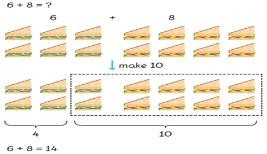 6 + 8 = ?
6 + 8
make 10
4 10
6 + 8 = 14